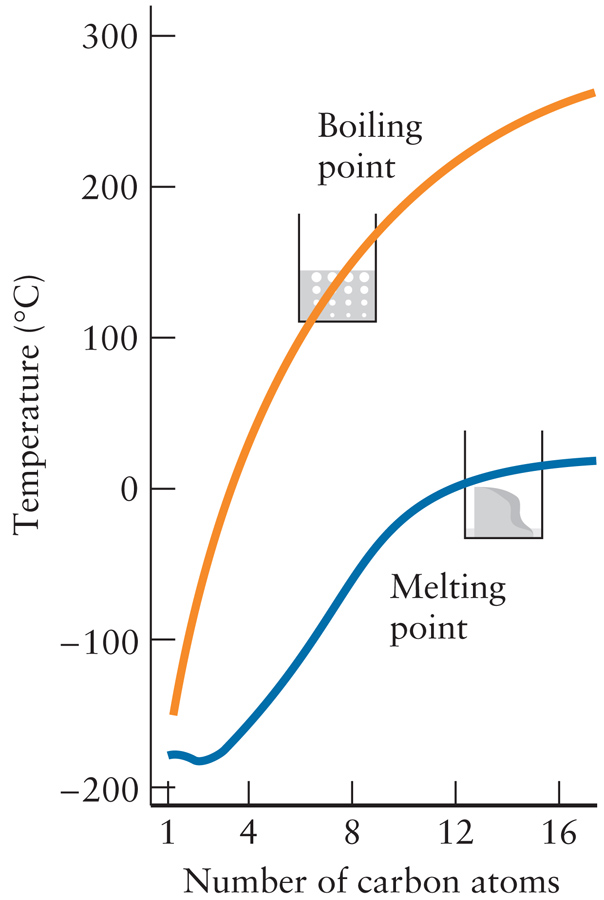 300
200
100
0
−100
−200
Temperature (°C)
Boiling
point
Melting
point
1 4 8 12 16
Number of carbon atoms